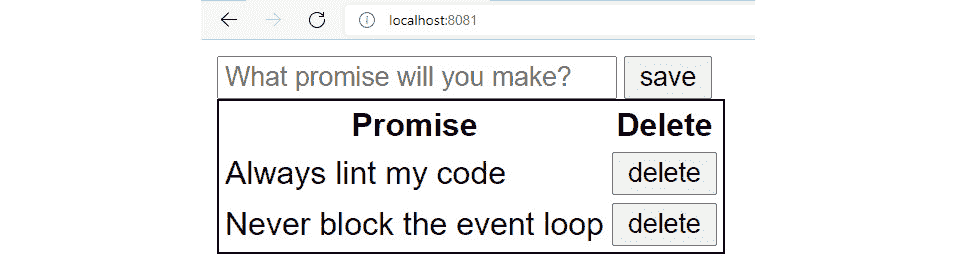 localhost:8081
What promise will you make? save
Promise Delete
Always lint my code delete
Never block the event loop delete